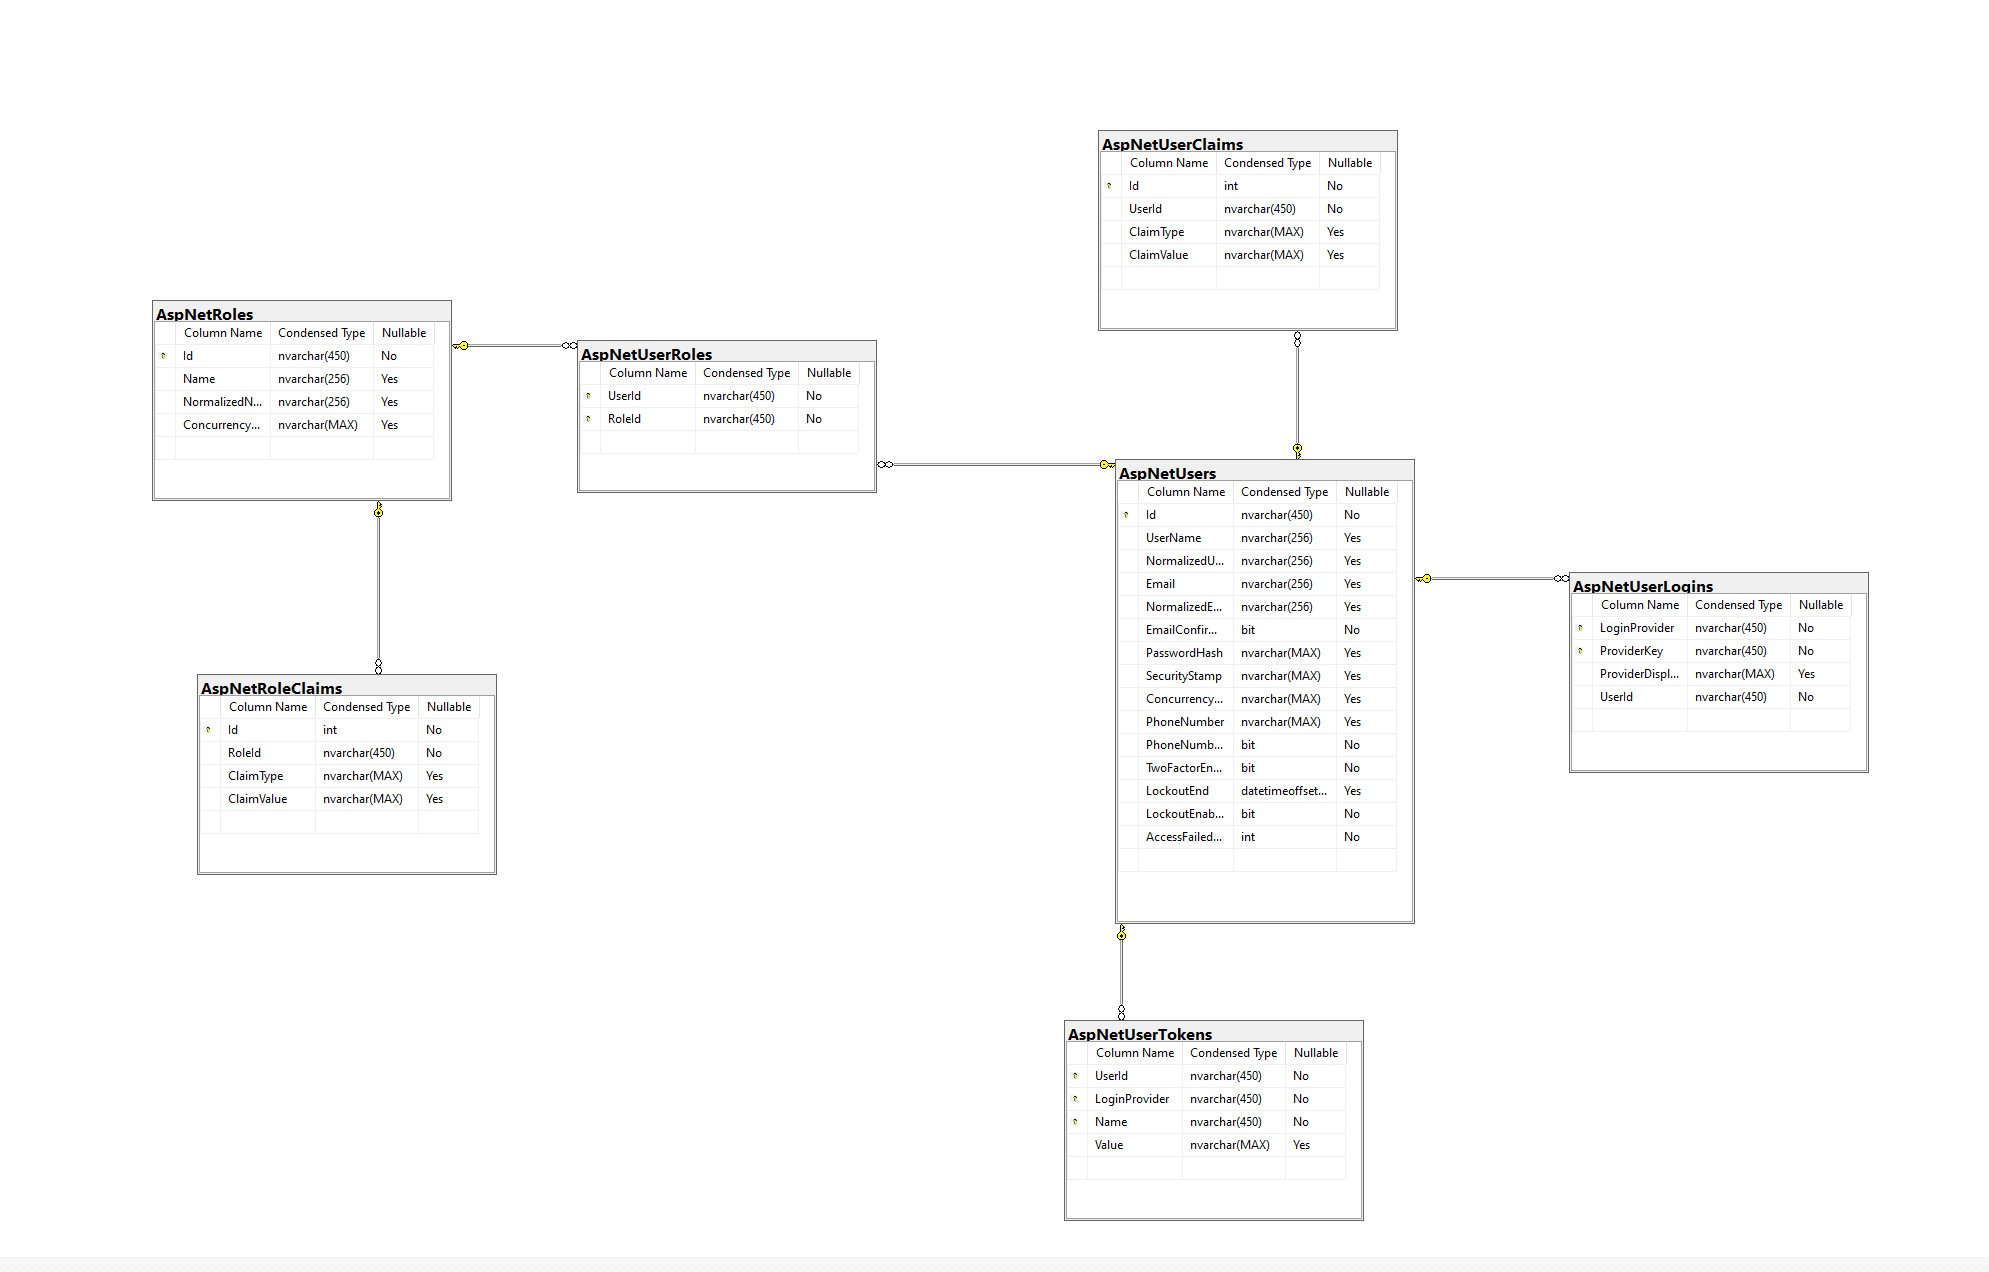 AspNetUserClaims
Column Name Condensed Type Nullable
Id int No
UserId nvarchar(450) No
ClaimType nvarchar(MAX) Yes
ClaimValue nvarchar(MAX) Yes
AspNetRoles
Column Name Condensed Type Nullable
Id nvarchar(450) No
Name nvarchar(256) Yes
NormalizedN... nvarchar(256) Yes
Concurrency... nvarchar(MAX) Yes
AspNetUserRoles
Column Name Condensed Type Nullable
UserId nvarchar(450) No
RoleId nvarchar(450) No
AspNetUsers
Column Name Condensed Type Nullable
Id nvarchar(450) No
UserName nvarchar(256) Yes
NormalizedU... nvarchar(256) Yes
Email nvarchar(256) Yes
NormalizedE... nvarchar(256) Yes
EmailConfir... bit No
PasswordHash nvarchar(MAX) Yes
SecurityStamp nvarchar(MAX) Yes
Concurrency... nvarchar(MAX) Yes
PhoneNumber nvarchar(MAX) Yes
PhoneNumb... bit No
TwoFactorEn... bit No
LockoutEnd datetimeoffset... Yes
LockoutEnab... bit No
AccessFailed... int No
AspNetUserLogins
Column Name Condensed Type Nullable
LoginProvider nvarchar(450) No
ProviderKey nvarchar(450) No
ProviderDispl... nvarchar(MAX) Yes
UserId nvarchar(450) No
AspNetRoleClaims
Column Name Condensed Type Nullable
Id int No
RoleId nvarchar(450) No
ClaimType nvarchar(MAX) Yes
ClaimValue nvarchar(MAX) Yes
AspNetUserTokens
Column Name Condensed Type Nullable
UserId nvarchar(450) No
LoginProvider nvarchar(450) No
Name nvarchar(450) No
Value nvarchar(MAX) Yes